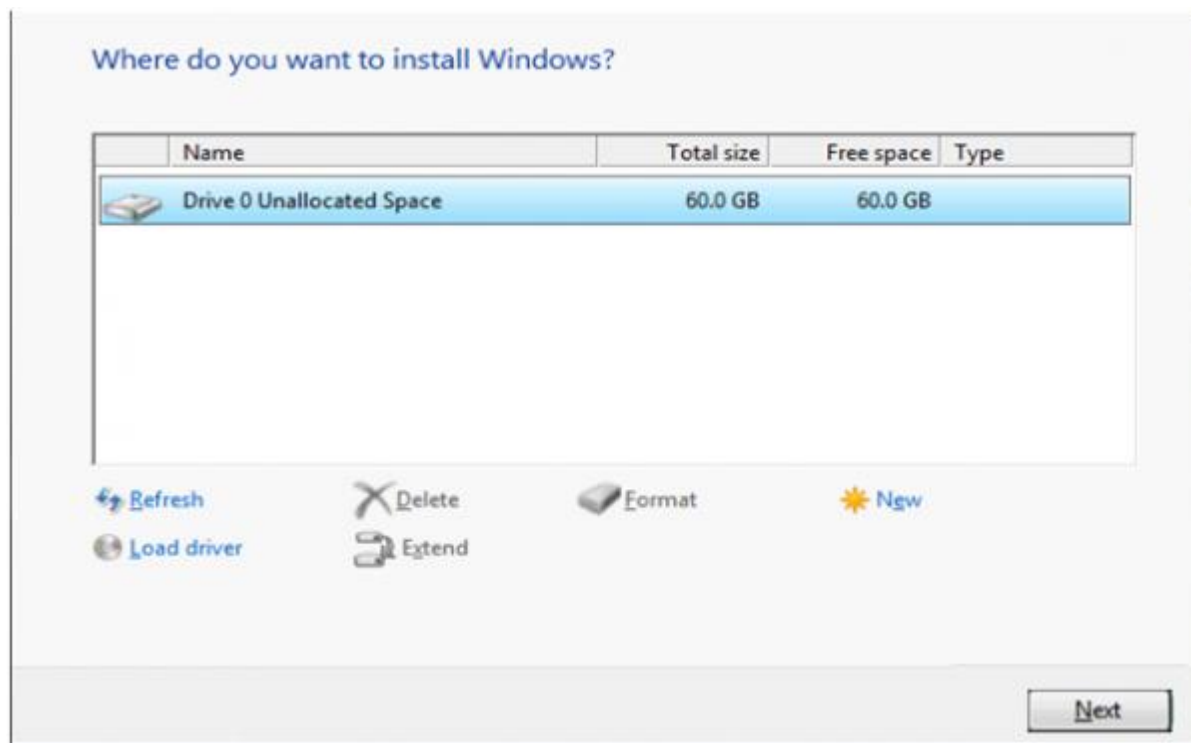 Where do you want to install Windows?
Name Total size Free space Type
Drive 0 Unallocated Space 60.0 GB 60.0 GB
Refresh Delete Format New
Load driver Extend
Next